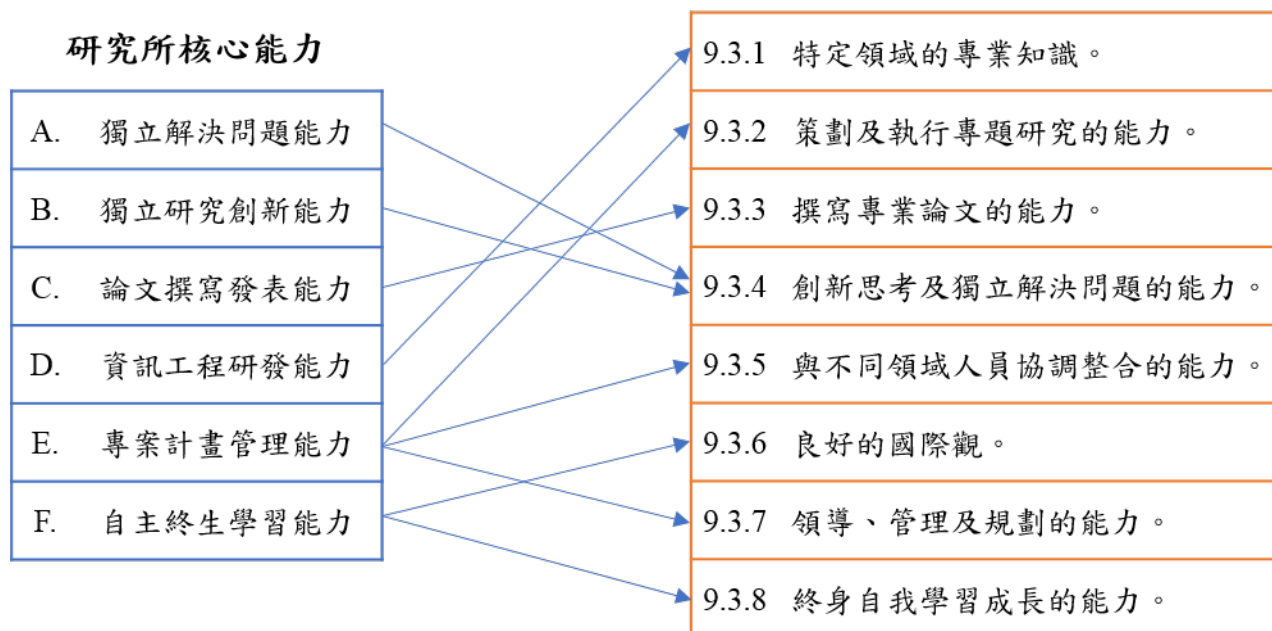 研究所核心能力
A. 獨立解決問題能力
B. 獨立研究創新能力
C. 論文撰寫發表能力
D. 資訊工程研發能力
E. 專案計畫管理能力
F. 自主終生學習能力
9.3.1 特定領域的專業知識。
9.3.2 策劃及執行專題研究的能力。
9.3.3 撰寫專業論文的能力。
9.3.4 創新思考及獨立解決問題的能力。
9.3.5 與不同領域人員協調整合的能力。
9.3.6 良好的國際觀。
9.3.7 領導、管理及規劃的能力。
9.3.8 終身自我學習成長的能力。